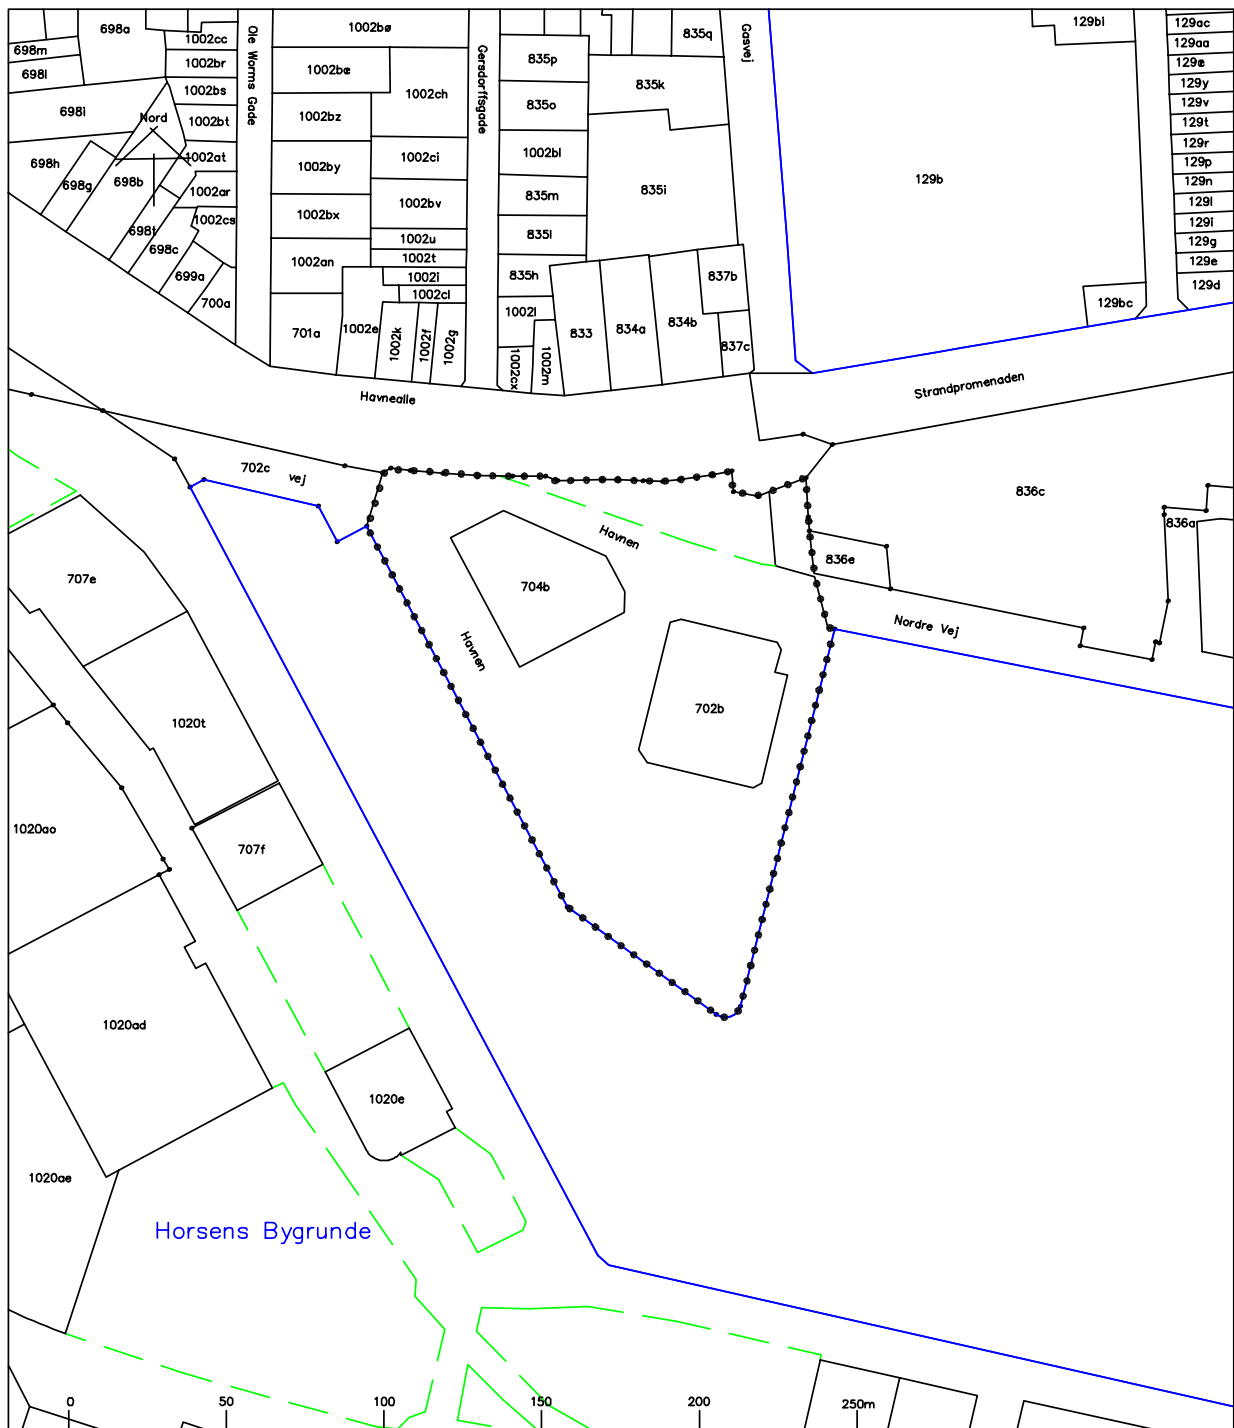 698a
1002cc
1002bø
835q
129bl
129ac
698m
1002br
1002bæ
835p
129aa
698l
1002bs
1002ch
835k
129æ
698i
Nord
1002bt
1002bz
835o
129y
129v
129t
698h
1002at
1002by
1002ci
1002bl
129r
129p
698g
698b
1002ar
1002bv
835m
835i
129b
129n
1002cs
1002bx
129l
698f
1002u
835l
129i
698c
1002an
1002t
129g
699a
1002i
835h
837b
129e
700a
1002cl
1002l
129bc
129d
Ole Worms Gade
Gersdorffsgade
Gasvej
701a
1002e
1002k
1002f
1002g
1002cx
1002m
833
834a
834b
837c
Havnealle
Strandpromenaden
702c
vej
836c
836a
Havnen
836e
707e
704b
Nordre Vej
Havnen
702b
1020t
1020ao
707f
1020ad
1020e
1020ae
Horsens Bygrunde
0
50
100
150
200
250m